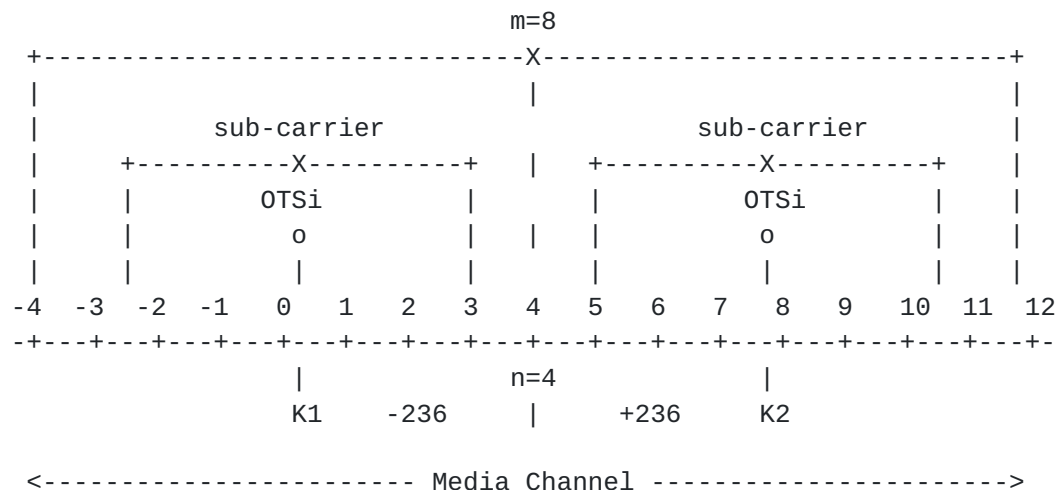 m=8
 +-------------------------------X------------------------------+
 |                               |                              |
 |           sub-carrier                    sub-carrier         |
 |     +----------X----------+   |   +----------X----------+    |
 |     |        OTSi         |       |         OTSi        |    |
 |     |          o          |   |   |          o          |    |
 |     |          |          |       |          |          |    |
-4  -3  -2  -1   0   1   2   3   4   5   6   7   8   9   10  11  12
-+---+---+---+---+---+---+---+---+---+---+---+---+---+---+---+---+-
                  |             n=4              |
                  K1    -236     |    +236     K2

 <------------------------ Media Channel ----------------------->